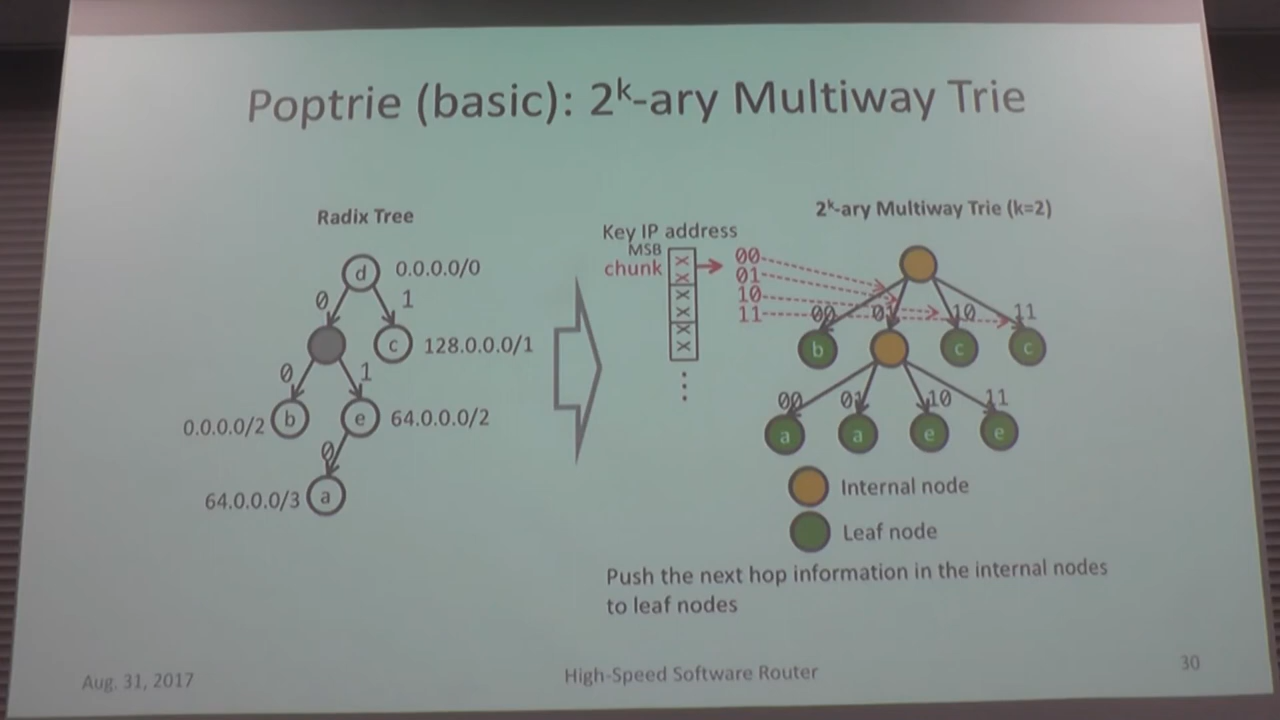 Poptrie (basic): 2^k-ary Multiway Trie
Radix Tree
d 0.0.0.0/0
0 1
c 128.0.0.0/1
0 1
0.0.0.0/2 b e 64.0.0.0/2
0
64.0.0.0/3 a
Key IP address
MSB
chunk
X
X
X
X
X
X
⋮
2^k-ary Multiway Trie (k=2)
00
01
10
11
00 01 10 11
b c c
00 01 10 11
a a e e
Internal node
Leaf node
Push the next hop information in the internal nodes
to leaf nodes
Aug. 31, 2017
High-Speed Software Router
30